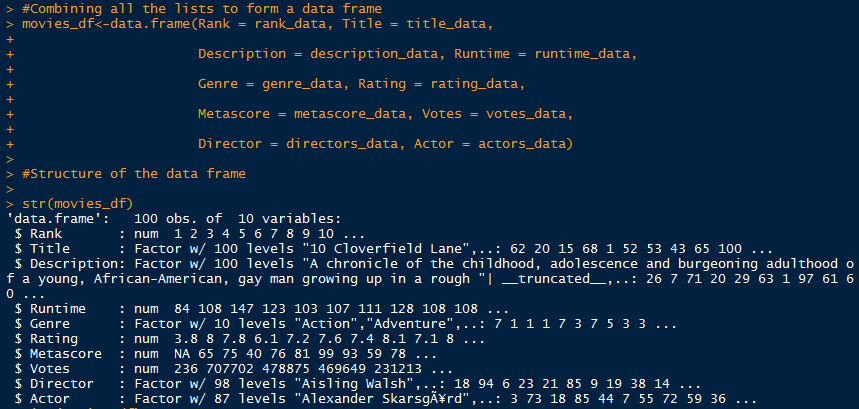 > #Combining all the lists to form a data frame
> movies_df<-data.frame(Rank = rank_data, Title = title_data,
+
+                       Description = description_data, Runtime = runtime_data,
+
+                       Genre = genre_data, Rating = rating_data,
+
+                       Metascore = metascore_data, Votes = votes_data,
+
+                       Director = directors_data, Actor = actors_data)
>
> #Structure of the data frame
>
> str(movies_df)
'data.frame':   100 obs. of  10 variables:
 $ Rank       : num  1 2 3 4 5 6 7 8 9 10 ...
 $ Title      : Factor w/ 100 levels "10 Cloverfield Lane",..: 62 20 15 68 1 52 53 43 65 100 ...
 $ Description: Factor w/ 100 levels "A chronicle of the childhood, adolescence and burgeoning adulthood o
f a young, African-American, gay man growing up in a rough "| __truncated__,..: 26 7 71 20 29 63 1 97 61 6
0 ...
 $ Runtime    : num  84 108 147 123 103 107 111 128 108 108 ...
 $ Genre      : Factor w/ 10 levels "Action","Adventure",..: 7 1 1 1 7 3 7 5 3 3 ...
 $ Rating     : num  3.8 8 7.8 6.1 7.2 7.6 7.4 8.1 7.1 8 ...
 $ Metascore  : num  NA 65 75 40 76 81 99 93 59 78 ...
 $ Votes      : num  236 707702 478875 469649 231213 ...
 $ Director   : Factor w/ 98 levels "Aisling Walsh",..: 18 94 6 23 21 85 9 19 38 14 ...
 $ Actor      : Factor w/ 87 levels "Alexander SkarsgÃ¥rd",..: 3 73 18 85 44 7 55 72 59 36 ...